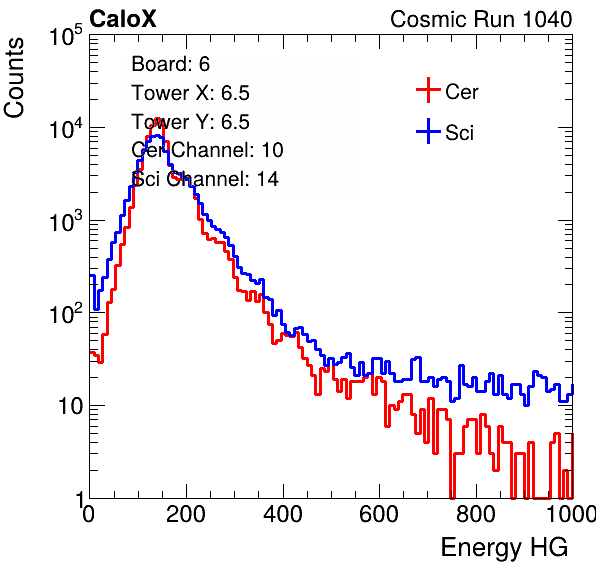 CaloX Cosmic Run 1040
Counts
Board: 6
Tower X: 6.5
Tower Y: 6.5
Cer Channel: 10
Sci Channel: 14
Cer
Sci
10^5
10^4
10^3
10^2
10
1
0 200 400 600 800 1000
Energy HG